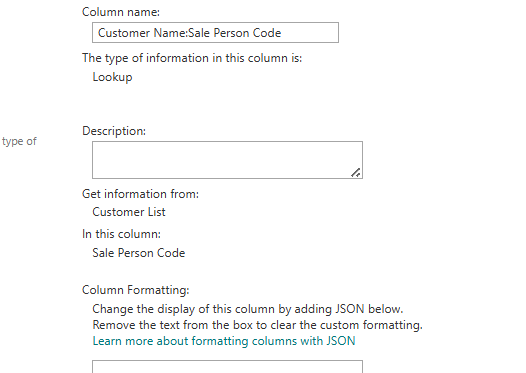 Column name:
Customer Name:Sale Person Code
The type of information in this column is:
Lookup
type of
Description:
Get information from:
Customer List
In this column:
Sale Person Code
Column Formatting:
Change the display of this column by adding JSON below.
Remove the text from the box to clear the custom formatting.
Learn more about formatting columns with JSON